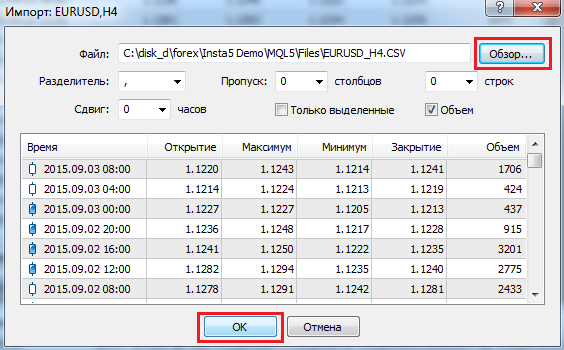 Импорт: EURUSD,H4
Файл: C:\disk_d\forex\Insta5 Demo\MQL5\Files\EURUSD_H4.CSV Обзор...
Разделитель: , Пропуск: 0 столбцов 0 строк
Сдвиг: 0 часов Только выделенные Объем
Время Открытие Максимум Минимум Закрытие Объем
2015.09.03 08:00 1.1220 1.1243 1.1214 1.1241 1706
2015.09.03 04:00 1.1214 1.1224 1.1213 1.1219 424
2015.09.03 00:00 1.1227 1.1227 1.1205 1.1213 437
2015.09.02 20:00 1.1236 1.1248 1.1217 1.1228 915
2015.09.02 16:00 1.1241 1.1250 1.1222 1.1235 3201
2015.09.02 12:00 1.1282 1.1294 1.1235 1.1240 2775
2015.09.02 08:00 1.1278 1.1291 1.1242 1.1281 2433
OK Отмена